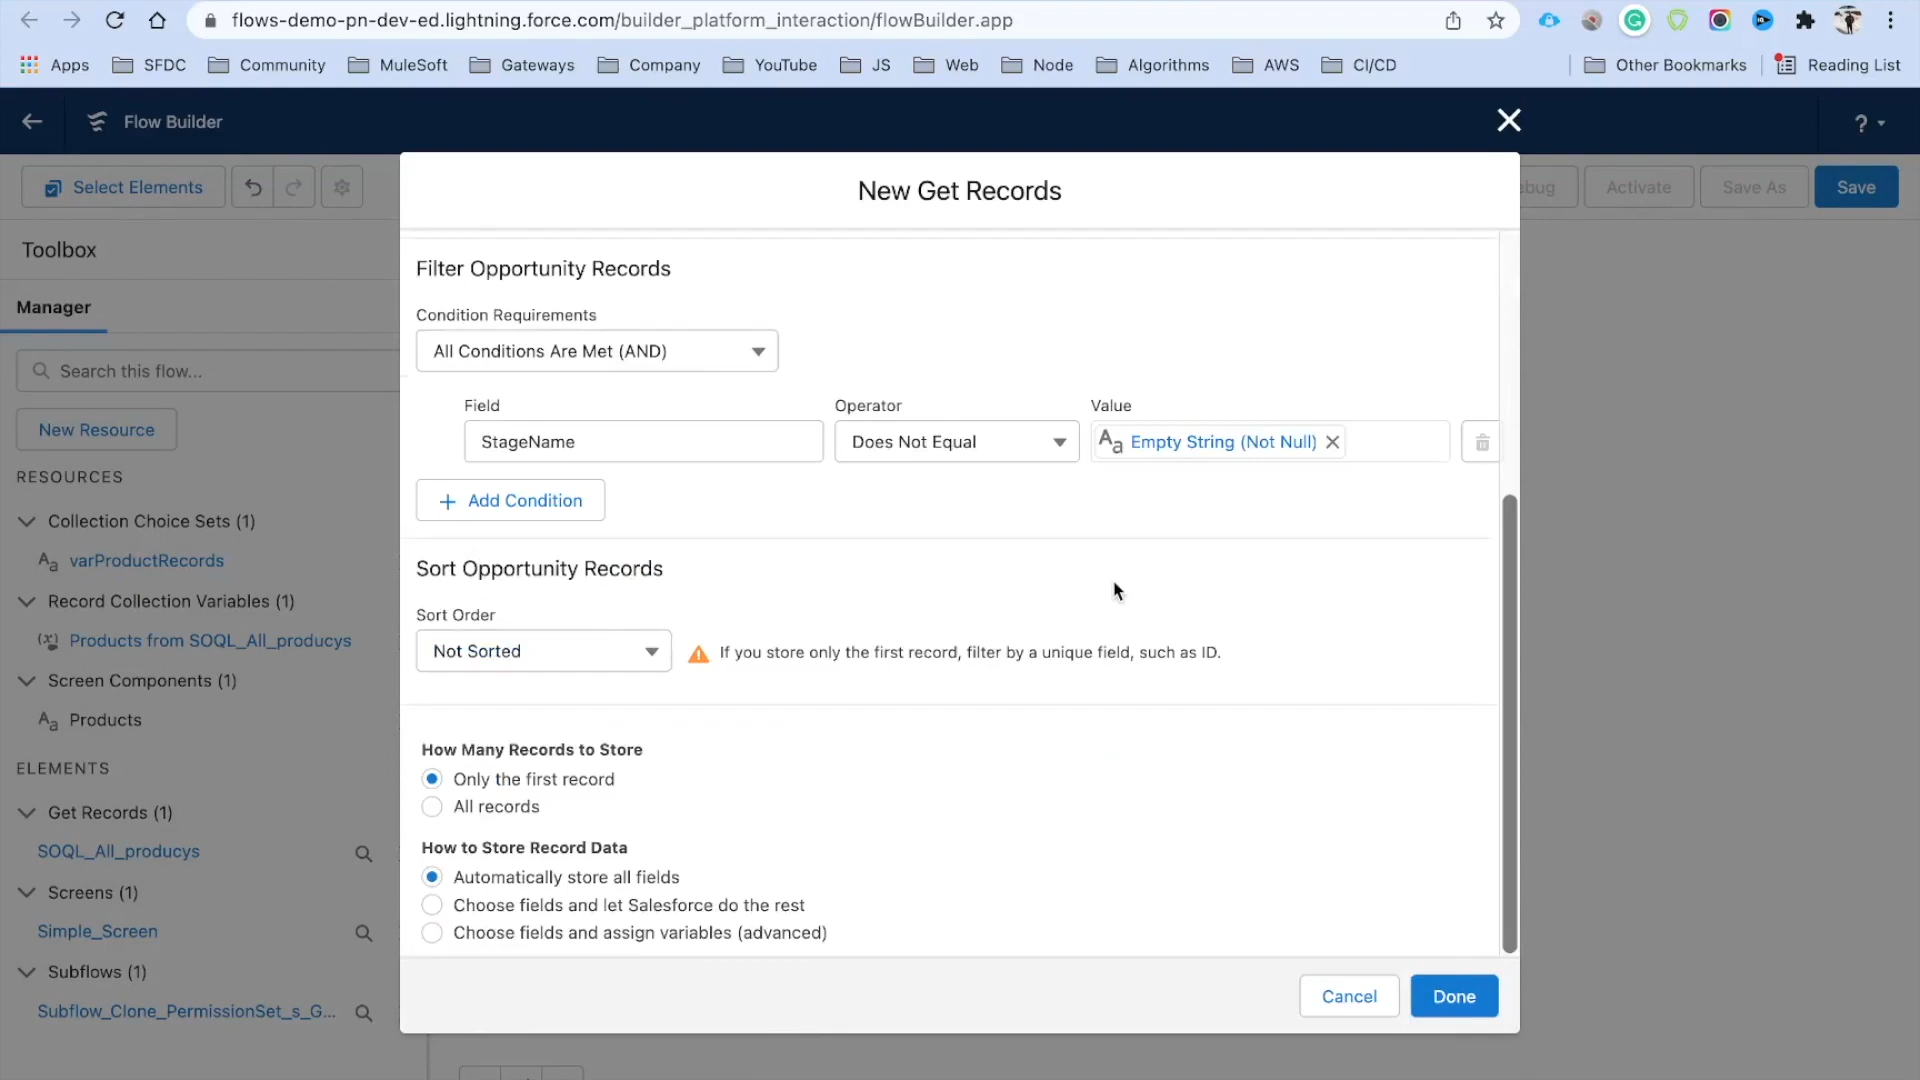 flows-demo-pn-dev-ed.lightning.force.com/builder_platform_interaction/flowBuilder.app
Apps SFDC Community MuleSoft Gateways Company YouTube JS Web Node Algorithms AWS CI/CD Other Bookmarks Reading List
Flow Builder
?
Select Elements
bug
Activate
Save As
Save
Toolbox
Manager
Search this flow...
New Resource
RESOURCES
Collection Choice Sets (1)
Aa varProductRecords
Record Collection Variables (1)
Products from SOQL_All_producys
Screen Components (1)
Aa Products
ELEMENTS
Get Records (1)
SOQL_All_producys
Screens (1)
Simple_Screen
Subflows (1)
Subflow_Clone_PermissionSet_s_G...
New Get Records
Filter Opportunity Records
Condition Requirements
All Conditions Are Met (AND)
Field Operator Value
StageName Does Not Equal Aa Empty String (Not Null)
+ Add Condition
Sort Opportunity Records
Sort Order
Not Sorted If you store only the first record, filter by a unique field, such as ID.
How Many Records to Store
Only the first record
All records
How to Store Record Data
Automatically store all fields
Choose fields and let Salesforce do the rest
Choose fields and assign variables (advanced)
Cancel Done